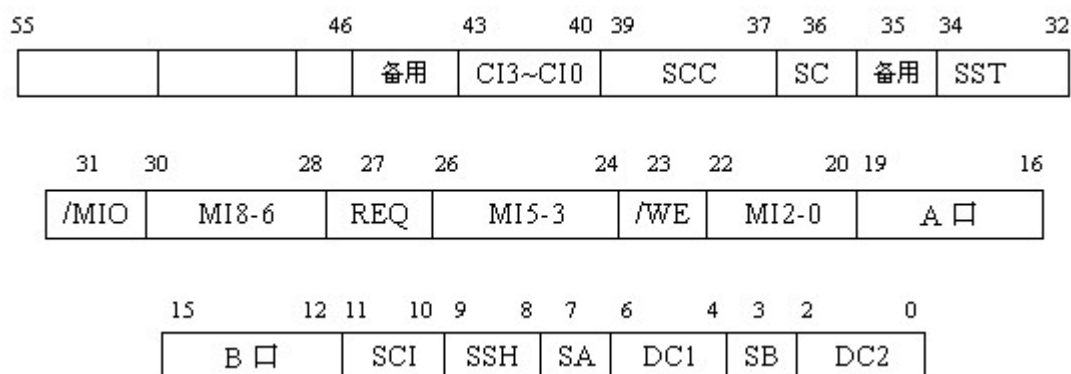 55 46 43 40 39 37 36 35 34 32
备用 CI3~CI0 SCC SC 备用 SST
31 30 28 27 26 24 23 22 20 19 16
/MIO MI8-6 REQ MI5-3 /WE MI2-0 A 口
15 12 11 10 9 8 7 6 4 3 2 0
B 口 SCI SSH SA DC1 SB DC2